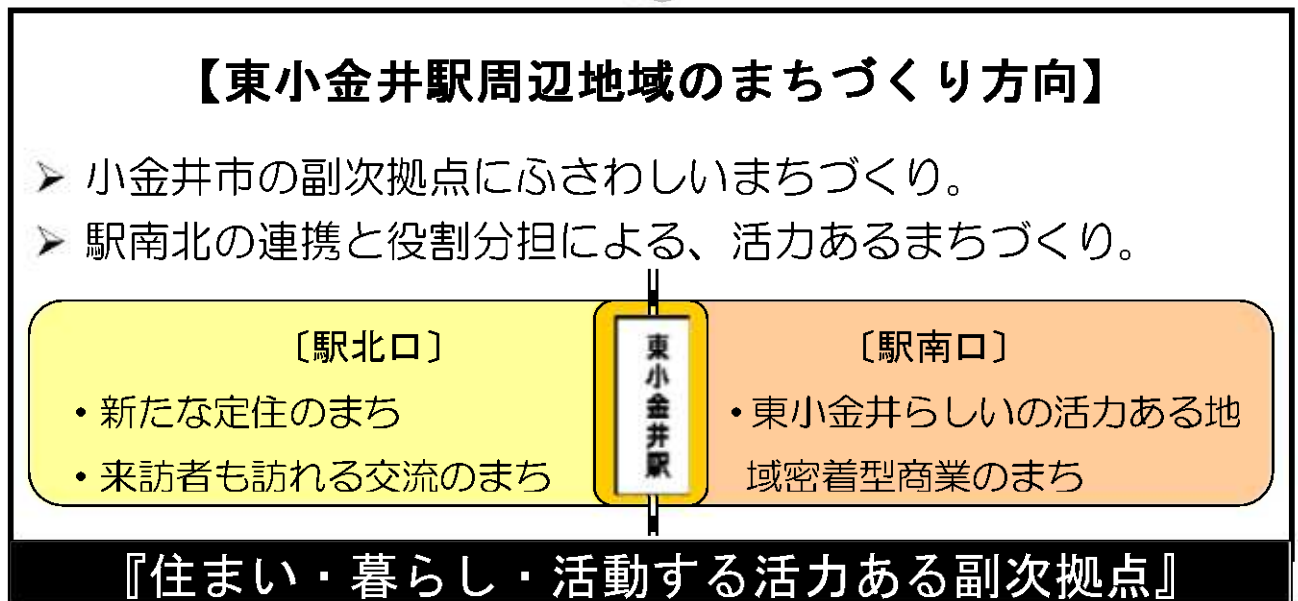 【東小金井駅周辺地域のまちづくり方向】
➢ 小金井市の副次拠点にふさわしいまちづくり。
➢ 駅南北の連携と役割分担による、活力あるまちづくり。
〔駅北口〕
・新たな定住のまち
・来訪者も訪れる交流のまち
東小金井駅
〔駅南口〕
・東小金井らしいの活力ある地
域密着型商業のまち
『住まい・暮らし・活動する活力ある副次拠点』